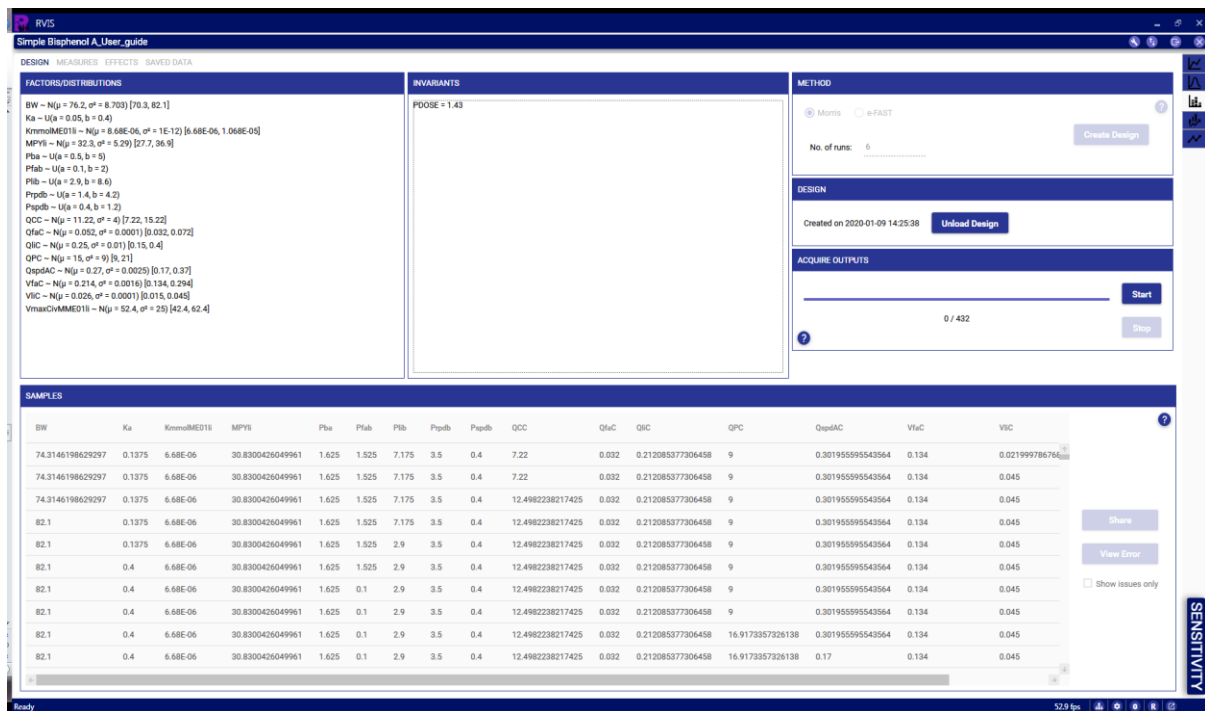 RVIS
Simple Bisphenol A_User_guide
DESIGN MEASURES EFFECTS SAVED DATA
FACTORS/DISTRIBUTIONS
BW ~ N(μ = 76.2, σ² = 8.703) [70.3, 82.1]
Ka ~ U(a = 0.05, b = 0.4)
KmmolME01li ~ N(μ = 8.68E-06, σ² = 1E-12) [6.68E-06, 1.068E-05]
MPYli ~ N(μ = 32.3, σ² = 5.29) [27.7, 36.9]
Pba ~ U(a = 0.5, b = 5)
Pfab ~ U(a = 0.1, b = 2)
Plib ~ U(a = 2.9, b = 8.6)
Prpdb ~ U(a = 1.4, b = 4.2)
Pspdb ~ U(a = 0.4, b = 1.2)
QCC ~ N(μ = 11.22, σ² = 4) [7.22, 15.22]
QfaC ~ N(μ = 0.052, σ² = 0.0001) [0.032, 0.072]
QliC ~ N(μ = 0.25, σ² = 0.01) [0.15, 0.4]
QPC ~ N(μ = 15, σ² = 9) [9, 21]
QspdAC ~ N(μ = 0.27, σ² = 0.0025) [0.17, 0.37]
VfaC ~ N(μ = 0.214, σ² = 0.0016) [0.134, 0.294]
VliC ~ N(μ = 0.026, σ² = 0.0001) [0.015, 0.045]
VmaxCivMME01li ~ N(μ = 52.4, σ² = 25) [42.4, 62.4]
INVARIANTS
PDOSE = 1.43
METHOD
Morris e-FAST
?
Create Design
No. of runs: 6
DESIGN
Created on 2020-01-09 14:25:38 Unload Design
ACQUIRE OUTPUTS
Start
0 / 432
Stop
?
SAMPLES
?
BW Ka KmmolME01li MPYli Pba Pfab Plib Prpdb Pspdb QCC QfaC QliC QPC QspdAC VfaC VliC
74.3146198629297 0.1375 6.68E-06 30.8300426049961 1.625 1.525 7.175 3.5 0.4 7.22 0.032 0.212085377306458 9 0.301955595543564 0.134 0.021999786768
74.3146198629297 0.1375 6.68E-06 30.8300426049961 1.625 1.525 7.175 3.5 0.4 7.22 0.032 0.212085377306458 9 0.301955595543564 0.134 0.045
74.3146198629297 0.1375 6.68E-06 30.8300426049961 1.625 1.525 7.175 3.5 0.4 12.4982238217425 0.032 0.212085377306458 9 0.301955595543564 0.134 0.045
82.1 0.1375 6.68E-06 30.8300426049961 1.625 1.525 7.175 3.5 0.4 12.4982238217425 0.032 0.212085377306458 9 0.301955595543564 0.134 0.045
82.1 0.1375 6.68E-06 30.8300426049961 1.625 1.525 2.9 3.5 0.4 12.4982238217425 0.032 0.212085377306458 9 0.301955595543564 0.134 0.045
82.1 0.4 6.68E-06 30.8300426049961 1.625 1.525 2.9 3.5 0.4 12.4982238217425 0.032 0.212085377306458 9 0.301955595543564 0.134 0.045
82.1 0.4 6.68E-06 30.8300426049961 1.625 0.1 2.9 3.5 0.4 12.4982238217425 0.032 0.212085377306458 9 0.301955595543564 0.134 0.045
82.1 0.4 6.68E-06 30.8300426049961 1.625 0.1 2.9 3.5 0.4 12.4982238217425 0.032 0.212085377306458 9 0.301955595543564 0.134 0.045
82.1 0.4 6.68E-06 30.8300426049961 1.625 0.1 2.9 3.5 0.4 12.4982238217425 0.032 0.212085377306458 16.9173357326138 0.301955595543564 0.134 0.045
82.1 0.4 6.68E-06 30.8300426049961 1.625 0.1 2.9 3.5 0.4 12.4982238217425 0.032 0.212085377306458 16.9173357326138 0.17 0.134 0.045
Share
View Error
Show issues only
SENSITIVITY
Ready
52.9 fps
R